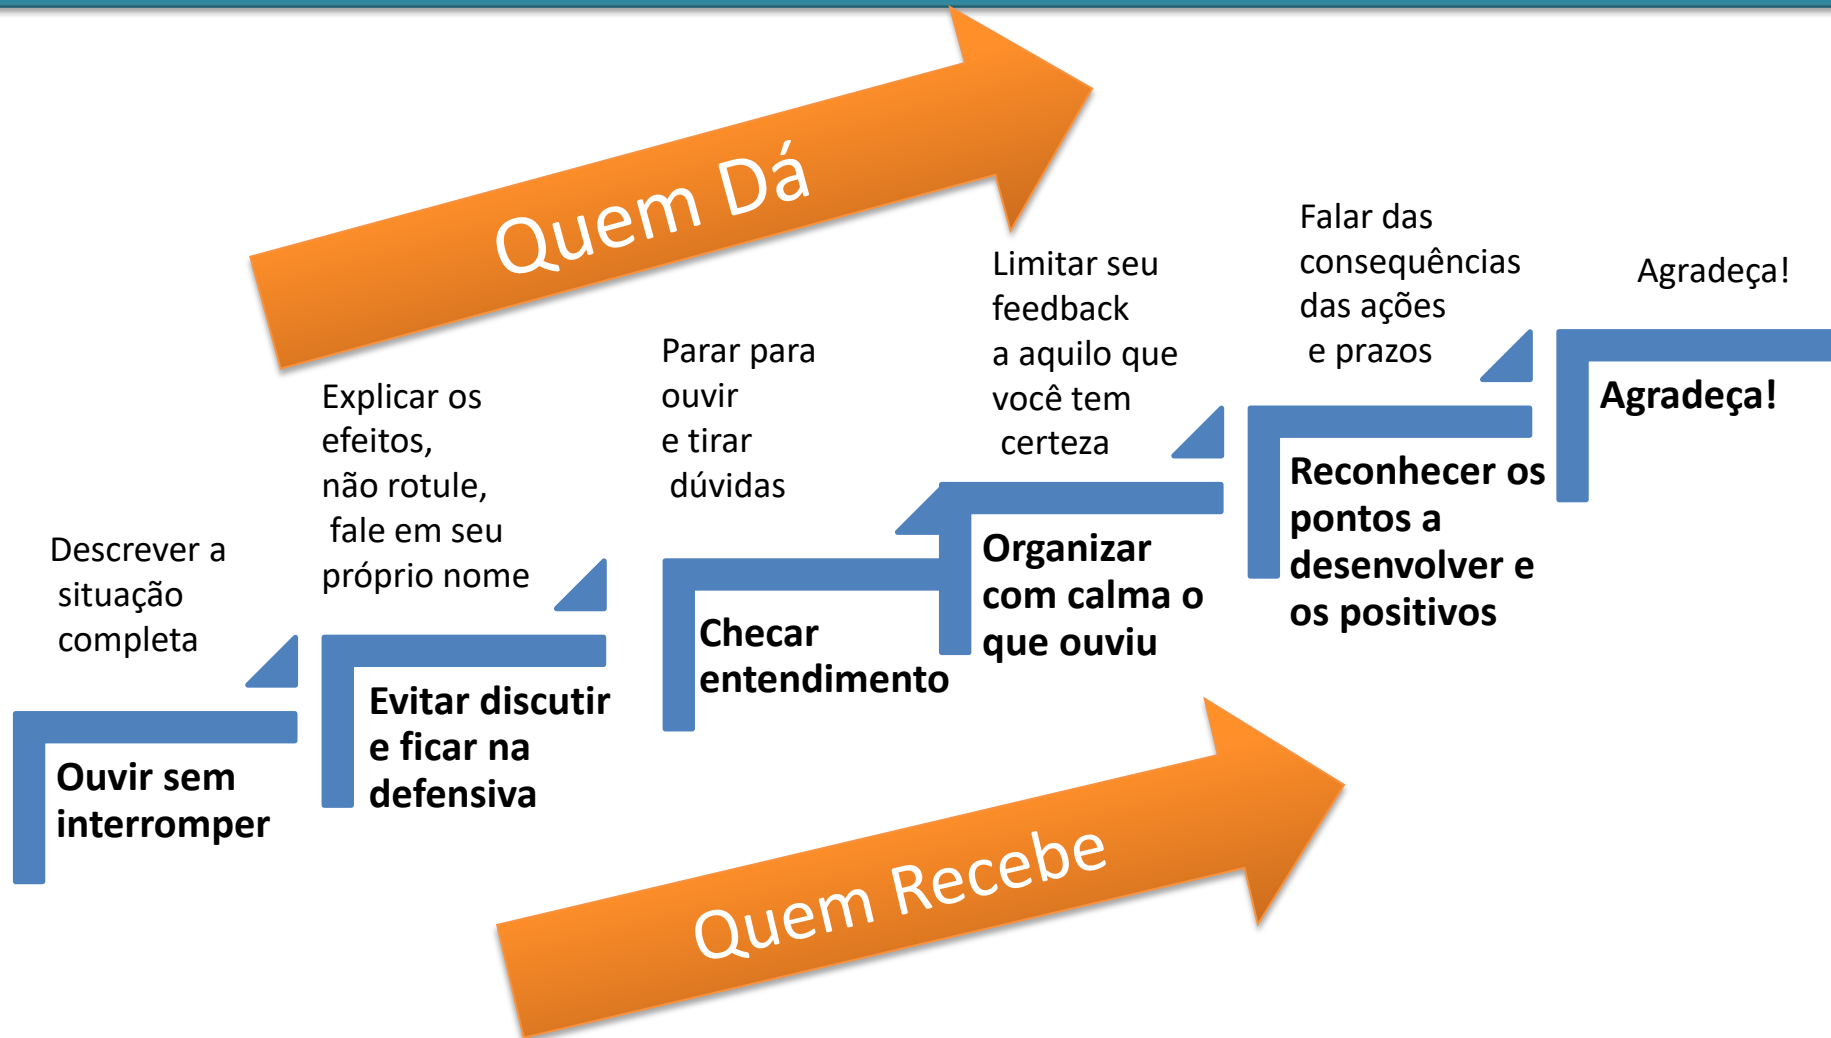 Quem Dá
Descrever a
situação
completa
Explicar os
efeitos,
não rotule,
fale em seu
próprio nome
Parar para
ouvir
e tirar
dúvidas
Limitar seu
feedback
a aquilo que
você tem
certeza
Falar das
consequências
das ações
e prazos
Agradeça!
Ouvir sem
interromper
Evitar discutir
e ficar na
defensiva
Checar
entendimento
Organizar
com calma o
que ouviu
Reconhecer os
pontos a
desenvolver e
os positivos
Agradeça!
Quem Recebe